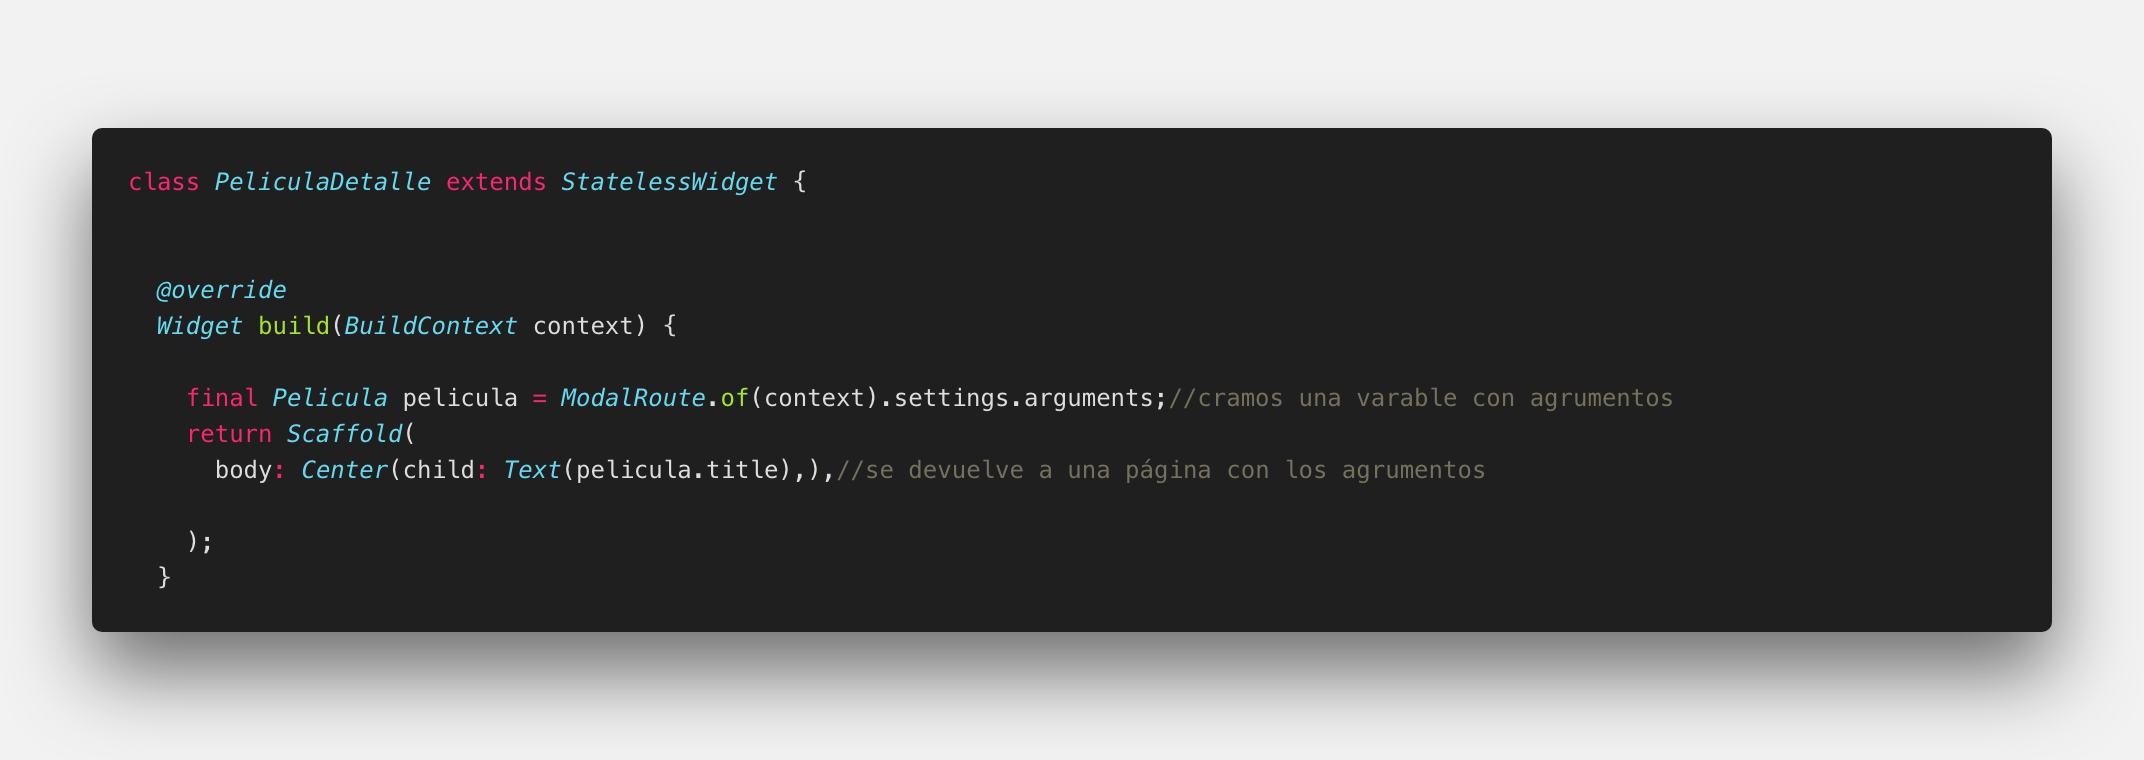 class PeliculaDetalle extends StatelessWidget {
@override
Widget build(BuildContext context) {
final Pelicula pelicula = ModalRoute.of(context).settings.arguments;//cramos una varable con agrumentos
return Scaffold(
body: Center(child: Text(pelicula.title),),//se devuelve a una página con los agrumentos
);
}